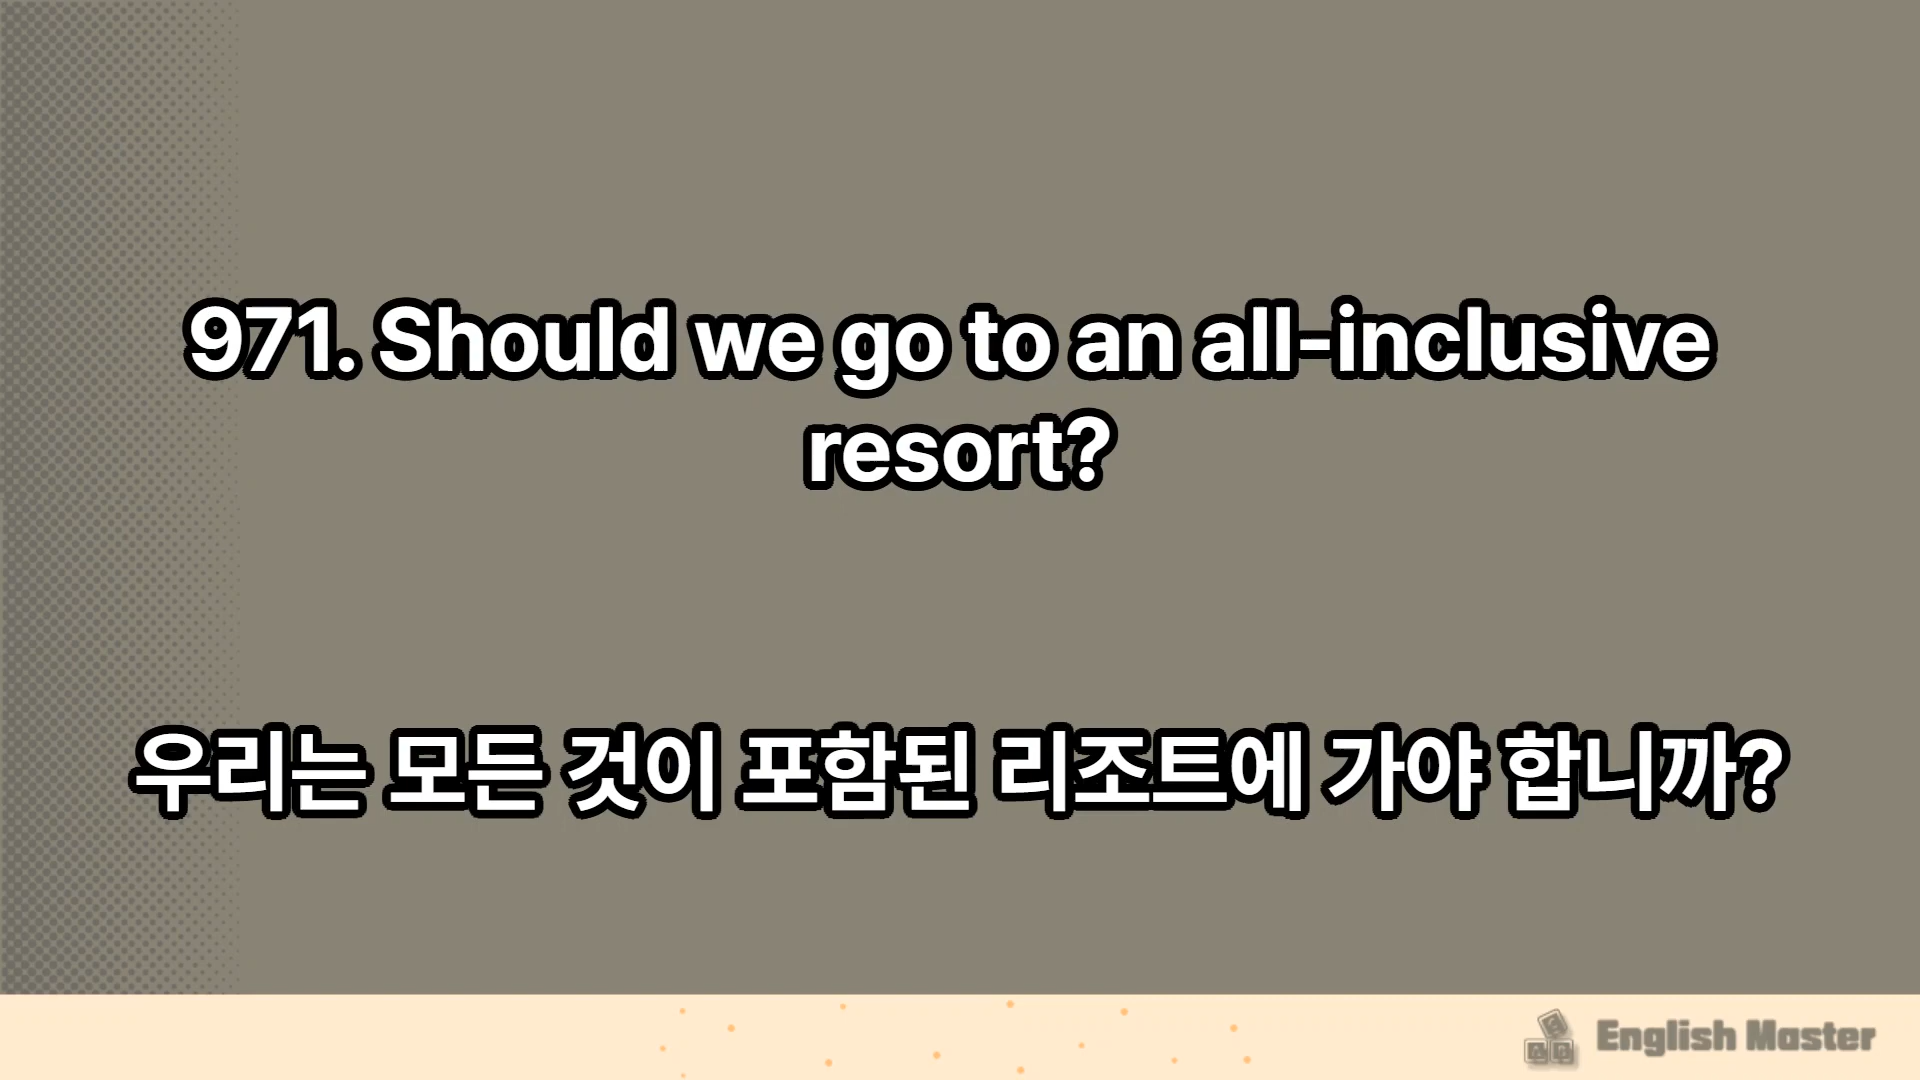 971. Should we go to an all-inclusive
resort?
우리는 모든 것이 포함된 리조트에 가야 합니까?
English Master